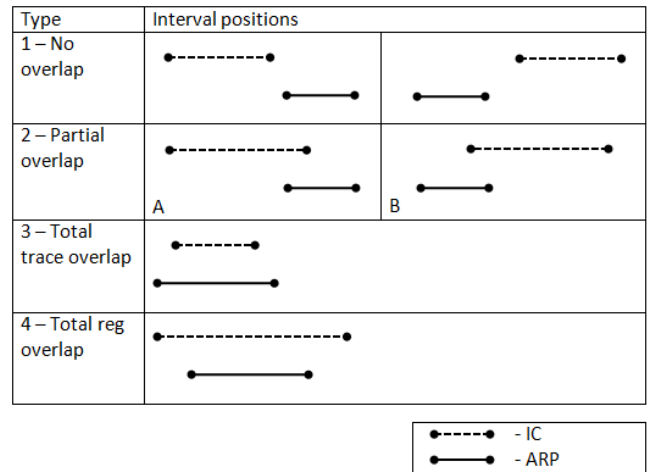 Type
Interval positions
1 – No
overlap
2 – Partial
overlap
A
B
3 – Total
trace overlap
4 – Total reg
overlap
- IC
- ARP